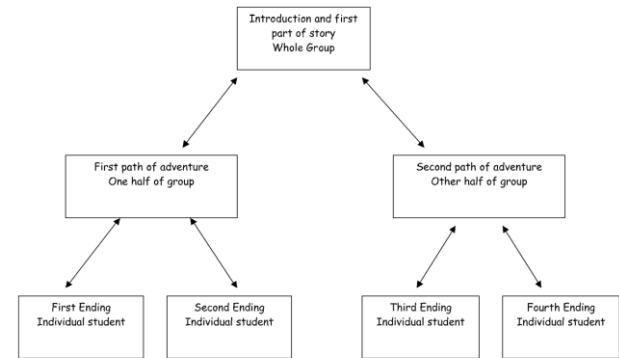 Introduction and first
part of story
Whole Group
First path of adventure
One half of group
Second path of adventure
Other half of group
First Ending
Individual student
Second Ending
Individual student
Third Ending
Individual student
Fourth Ending
Individual student